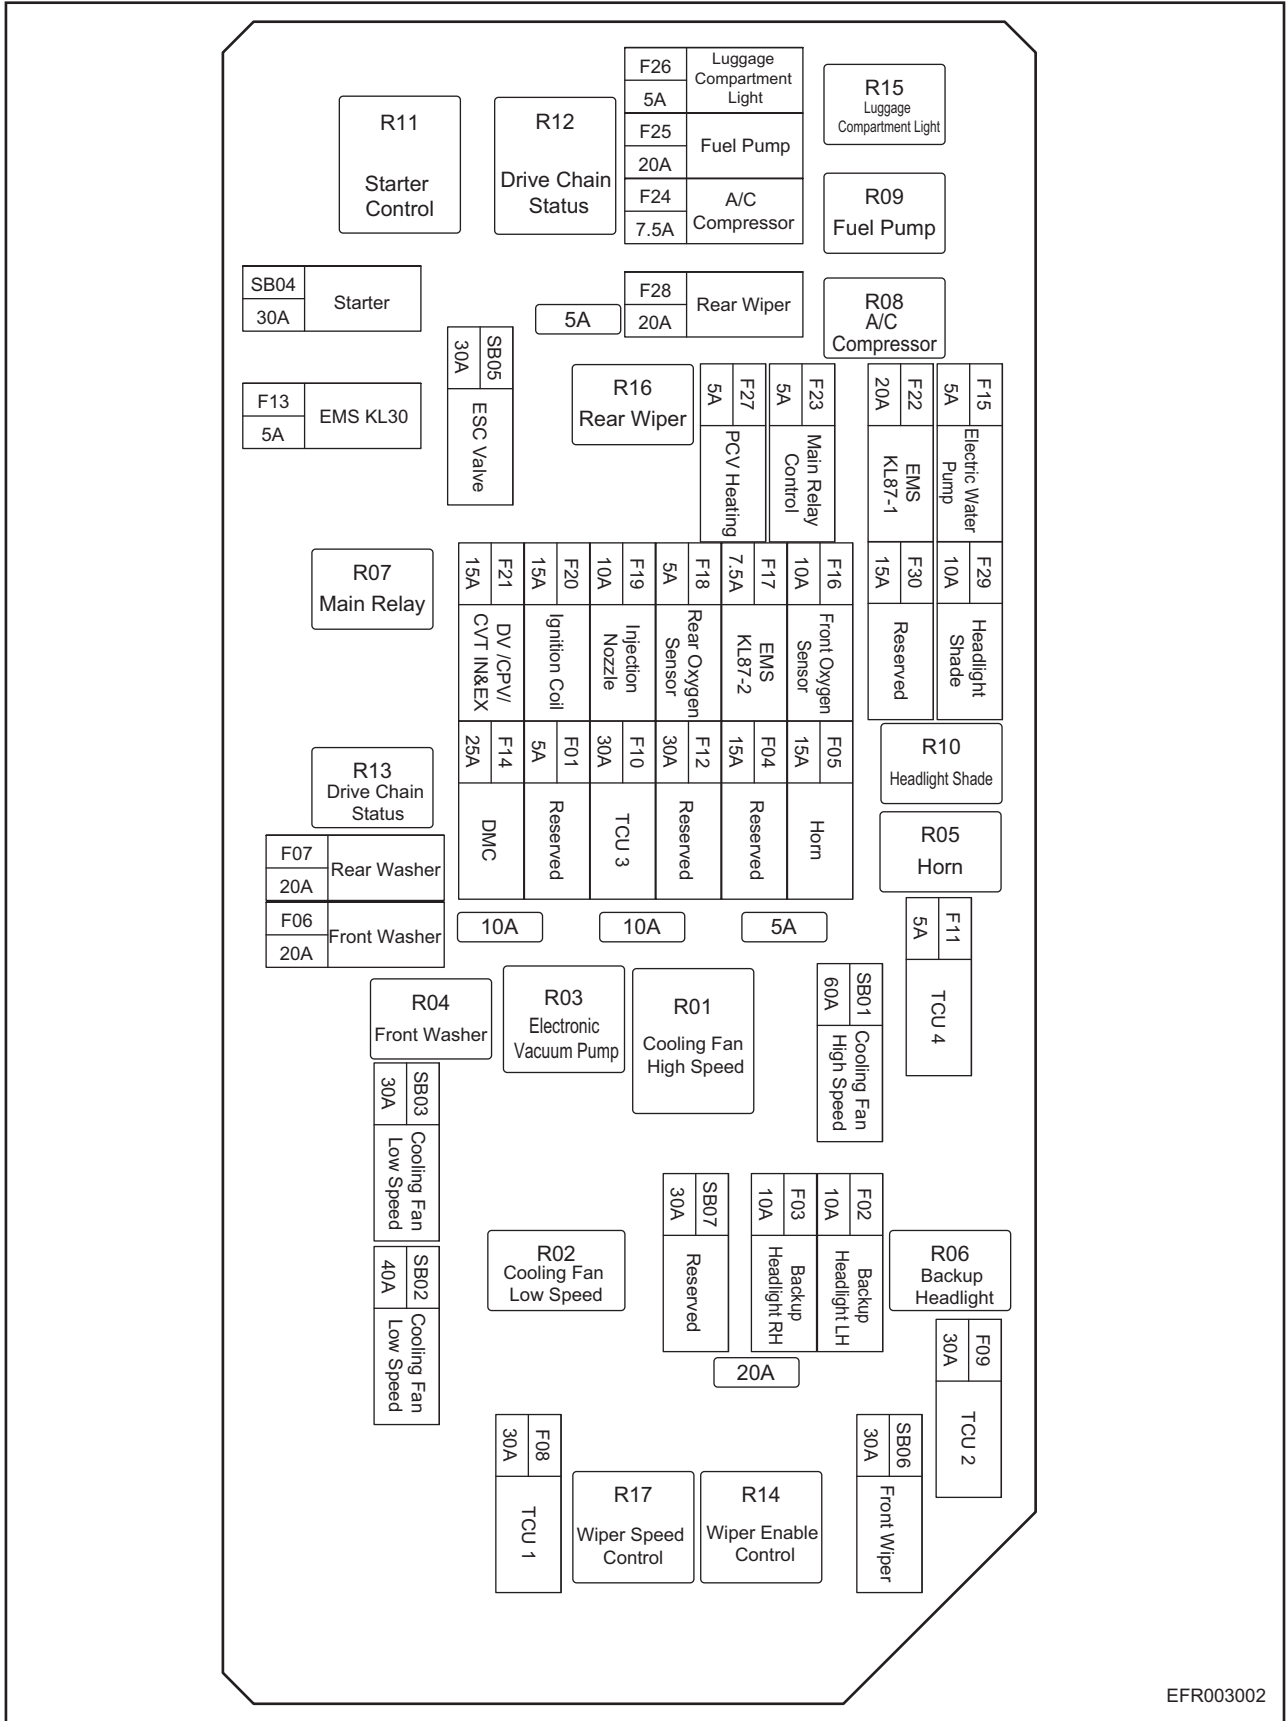 F26
5A
Luggage
Compartment
Light
F25
20A
Fuel Pump
F24
7.5A
A/C
Compressor
R15
Luggage
Compartment Light
R11
Starter
Control
R12
Drive Chain
Status
R09
Fuel Pump
SB04
30A
Starter
5A
F28
20A
Rear Wiper
R08
A/C
Compressor
SB05
30A
ESC Valve
F13
5A
EMS KL30
R16
Rear Wiper
F27
5A
PCV Heating
F23
5A
Main Relay
Control
F22
20A
EMS
KL87-1
F15
5A
Electric Water
Pump
R07
Main Relay
F21
15A
DV /CPV/
CVT IN&EX
F20
15A
Ignition Coil
F19
10A
Injection
Nozzle
F18
5A
Rear Oxygen
Sensor
F17
7.5A
EMS
KL87-2
F16
10A
Front Oxygen
Sensor
F30
15A
Reserved
F29
10A
Headlight
Shade
R13
Drive Chain
Status
F14
25A
DMC
F01
5A
Reserved
F10
30A
TCU 3
F12
30A
Reserved
F04
15A
Reserved
F05
15A
Horn
R10
Headlight Shade
R05
Horn
F07
20A
Rear Washer
F06
20A
Front Washer
10A
10A
5A
F11
5A
TCU 4
R04
Front Washer
R03
Electronic
Vacuum Pump
R01
Cooling Fan
High Speed
SB01
60A
Cooling Fan
High Speed
SB03
30A
Cooling Fan
Low Speed
SB02
40A
Cooling Fan
Low Speed
R02
Cooling Fan
Low Speed
SB07
30A
Reserved
F03
10A
Backup
Headlight RH
F02
10A
Backup
Headlight LH
R06
Backup
Headlight
20A
F09
30A
TCU 2
F08
30A
TCU 1
R17
Wiper Speed
Control
R14
Wiper Enable
Control
SB06
30A
Front Wiper
EFR003002